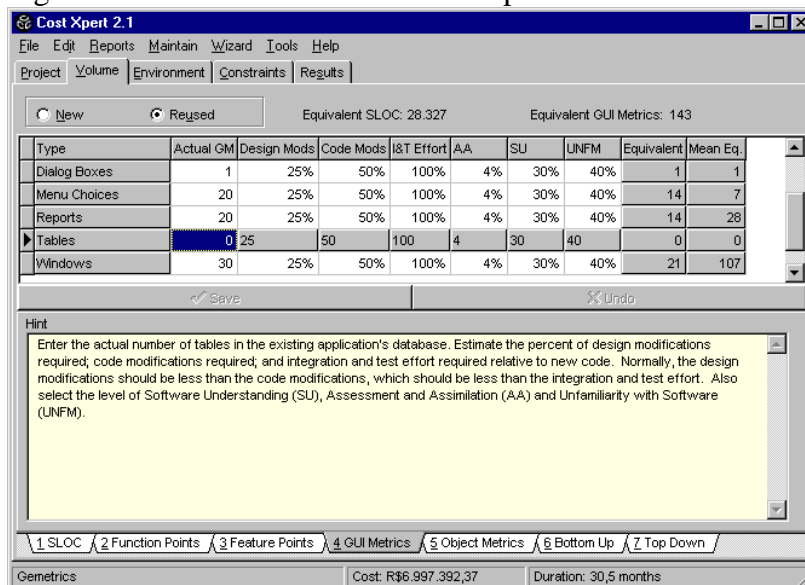 Cost Xpert 2.1
File Edit Reports Maintain Wizard Tools Help
Project Volume Environment Constraints Results
New Reused Equivalent SLOC: 28.327 Equivalent GUI Metrics: 143
Type Actual GM Design Mods Code Mods I&T Effort AA SU UNFM Equivalent Mean Eq.
Dialog Boxes 1 25% 50% 100% 4% 30% 40% 1 1
Menu Choices 20 25% 50% 100% 4% 30% 40% 14 7
Reports 20 25% 50% 100% 4% 30% 40% 14 28
Tables 0 25 50 100 4 30 40 0 0
Windows 30 25% 50% 100% 4% 30% 40% 21 107
Save Undo
Hint
Enter the actual number of tables in the existing application's database. Estimate the percent of design modifications
required; code modifications required; and integration and test effort required relative to new code. Normally, the design
modifications should be less than the code modifications, which should be less than the integration and test effort. Also
select the level of Software Understanding (SU), Assessment and Assimilation (AA) and Unfamiliarity with Software
(UNFM).
1 SLOC 2 Function Points 3 Feature Points 4 GUI Metrics 5 Object Metrics 6 Bottom Up 7 Top Down
Gemetrics Cost: R$6.997.392,37 Duration: 30,5 months